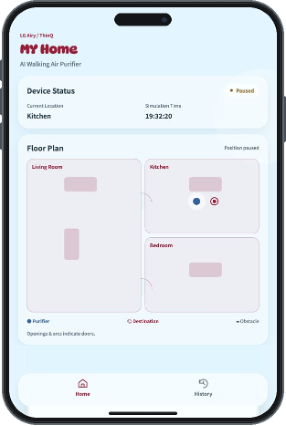 LG Airy / ThinQ
MY Home
AI Walking Air Purifier
Device Status
Paused
Current Location
Simulation Time
Kitchen
19:32:20
Floor Plan
Position paused
Living Room
Kitchen
Bedroom
Purifier
Destination
Obstacle
Openings & arcs indicate doors.
Home
History